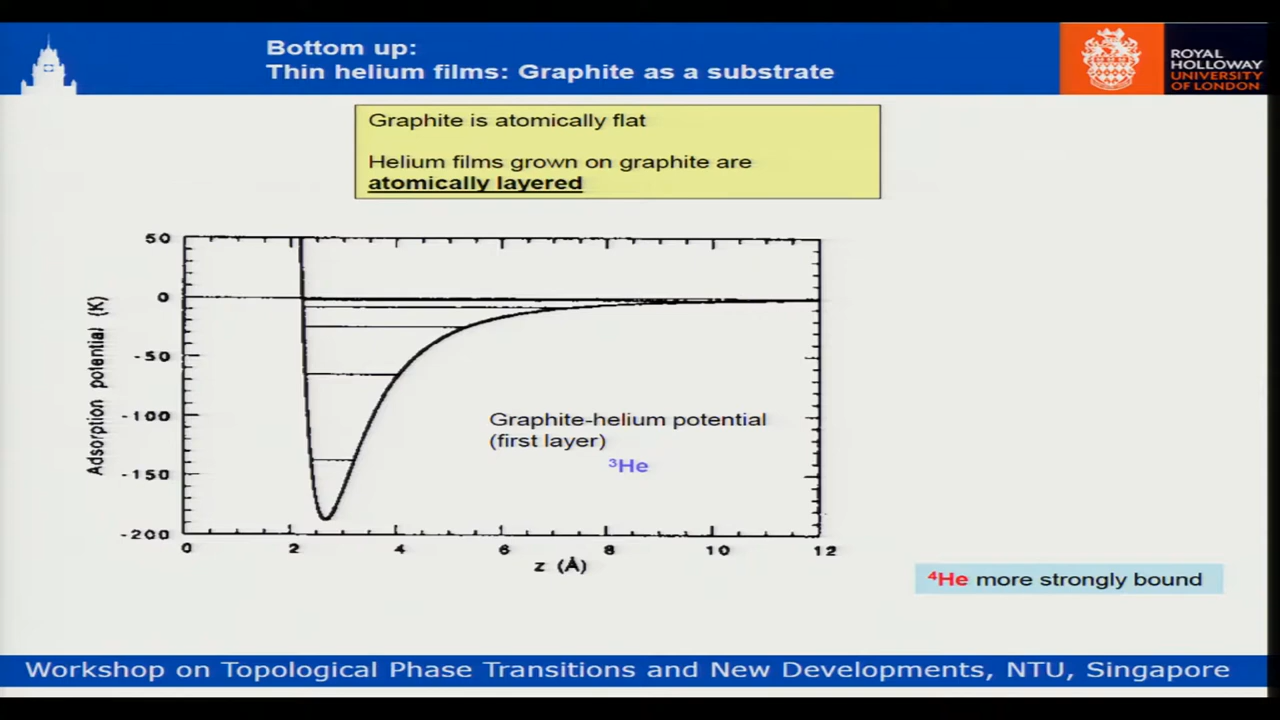 Bottom up:
Thin helium films: Graphite as a substrate
ROYAL
HOLLOWAY
UNIVERSITY
OF LONDON
Graphite is atomically flat
Helium films grown on graphite are
atomically layered
50
0
-50
-100
-150
-200
Adsorption potential (K)
0 2 4 6 8 10 12
z (Å)
Graphite-helium potential
(first layer)
³He
⁴He more strongly bound
Workshop on Topological Phase Transitions and New Developments, NTU, Singapore